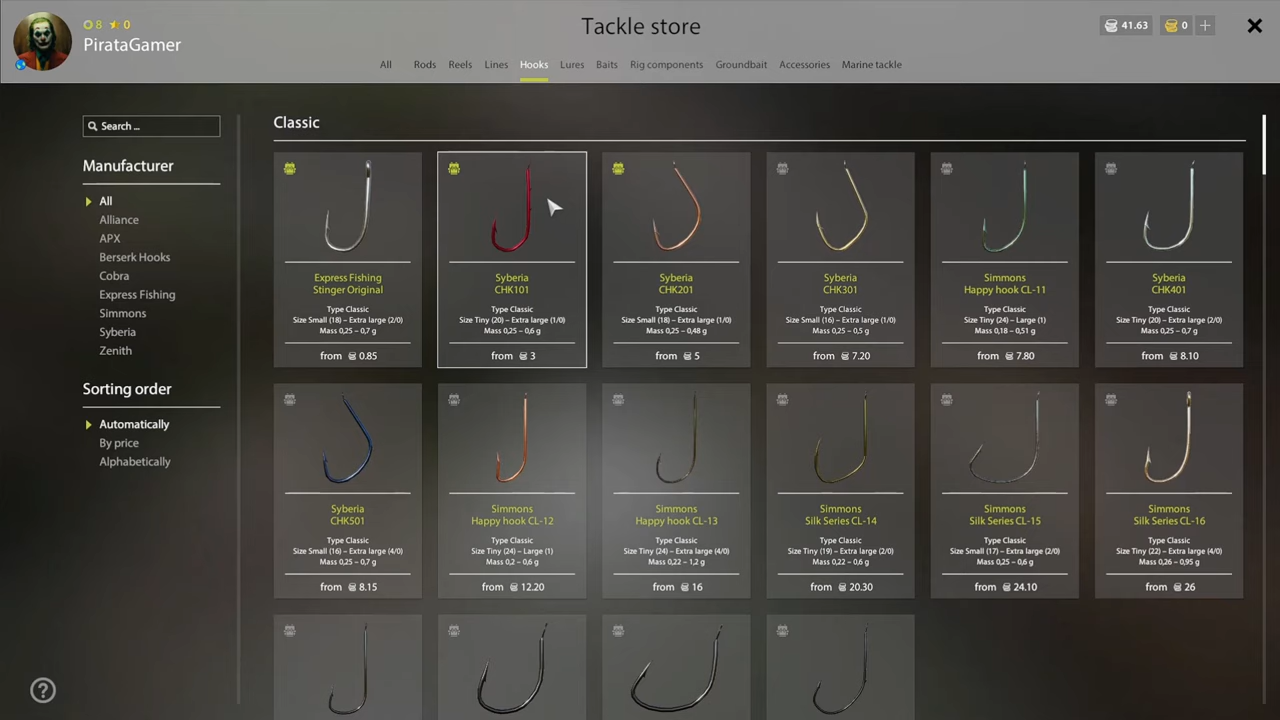 8 0
PirataGamer
Tackle store
41.63 0 +
All Rods Reels Lines Hooks Lures Baits Rig components Groundbait Accessories Marine tackle
Search ...
Manufacturer
All
Alliance
APX
Berserk Hooks
Cobra
Express Fishing
Simmons
Syberia
Zenith
Sorting order
Automatically
By price
Alphabetically
Classic
Express Fishing
Stinger Original
Type Classic
Size Small (18) – Extra large (2/0)
Mass 0,25 – 0,7 g
from 0.85
Syberia
CHK101
Type Classic
Size Tiny (20) – Extra large (1/0)
Mass 0,25 – 0,6 g
from 3
Syberia
CHK201
Type Classic
Size Small (18) – Extra large (1/0)
Mass 0,25 – 0,48 g
from 5
Syberia
CHK301
Type Classic
Size Small (16) – Extra large (1/0)
Mass 0,25 – 0,5 g
from 7.20
Simmons
Happy hook CL-11
Type Classic
Size Tiny (24) – Large (1)
Mass 0,18 – 0,51 g
from 7.80
Syberia
CHK401
Type Classic
Size Tiny (20) – Extra large (2/0)
Mass 0,25 – 0,7 g
from 8.10
Syberia
CHK501
Type Classic
Size Small (16) – Extra large (4/0)
Mass 0,25 – 0,7 g
from 8.15
Simmons
Happy hook CL-12
Type Classic
Size Tiny (24) – Large (1)
Mass 0,2 – 0,6 g
from 12.20
Simmons
Happy hook CL-13
Type Classic
Size Tiny (24) – Extra large (4/0)
Mass 0,22 – 1,2 g
from 16
Simmons
Silk Series CL-14
Type Classic
Size Tiny (19) – Extra large (2/0)
Mass 0,22 – 0,6 g
from 20.30
Simmons
Silk Series CL-15
Type Classic
Size Small (17) – Extra large (2/0)
Mass 0,25 – 0,6 g
from 24.10
Simmons
Silk Series CL-16
Type Classic
Size Tiny (22) – Extra large (4/0)
Mass 0,26 – 0,95 g
from 26
?